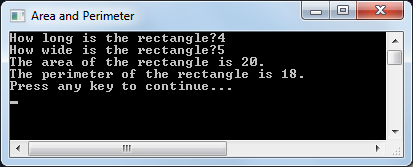 Area and Perimeter
How long is the rectangle?4
How wide is the rectangle?5
The area of the rectangle is 20.
The perimeter of the rectangle is 18.
Press any key to continue...